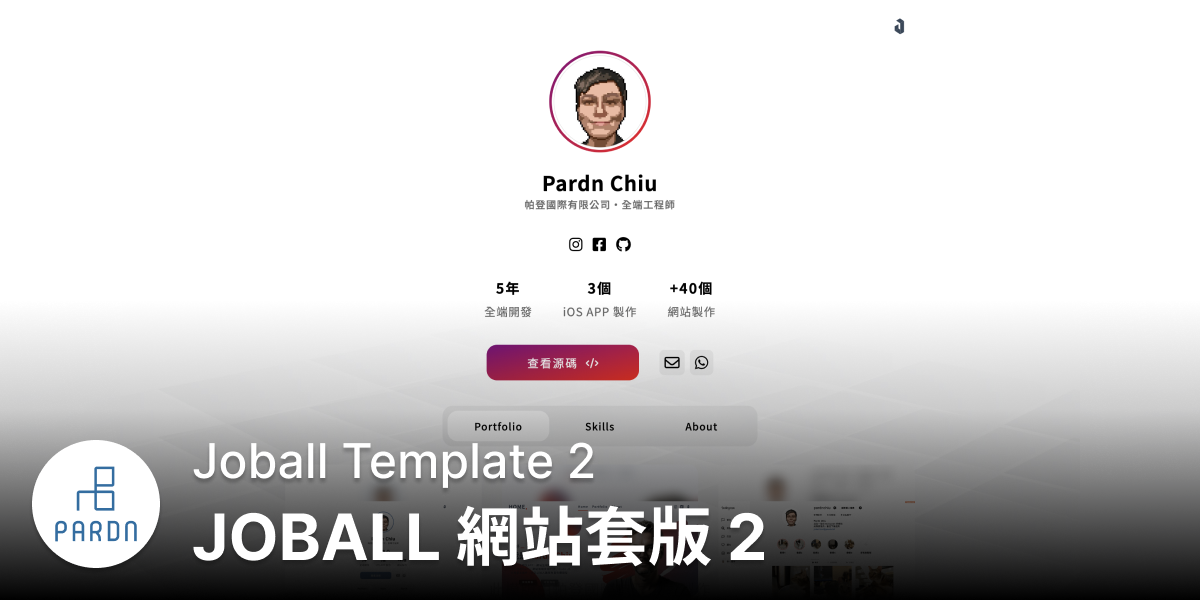 Pardn Chiu
帕登國際有限公司・全端工程師
5年
3個
+40個
全端開發
iOS APP 製作
網站製作
查看源碼 </>
Portfolio
Skills
About
Joball Template 2
JOBALL 網站套版 2
PARDN